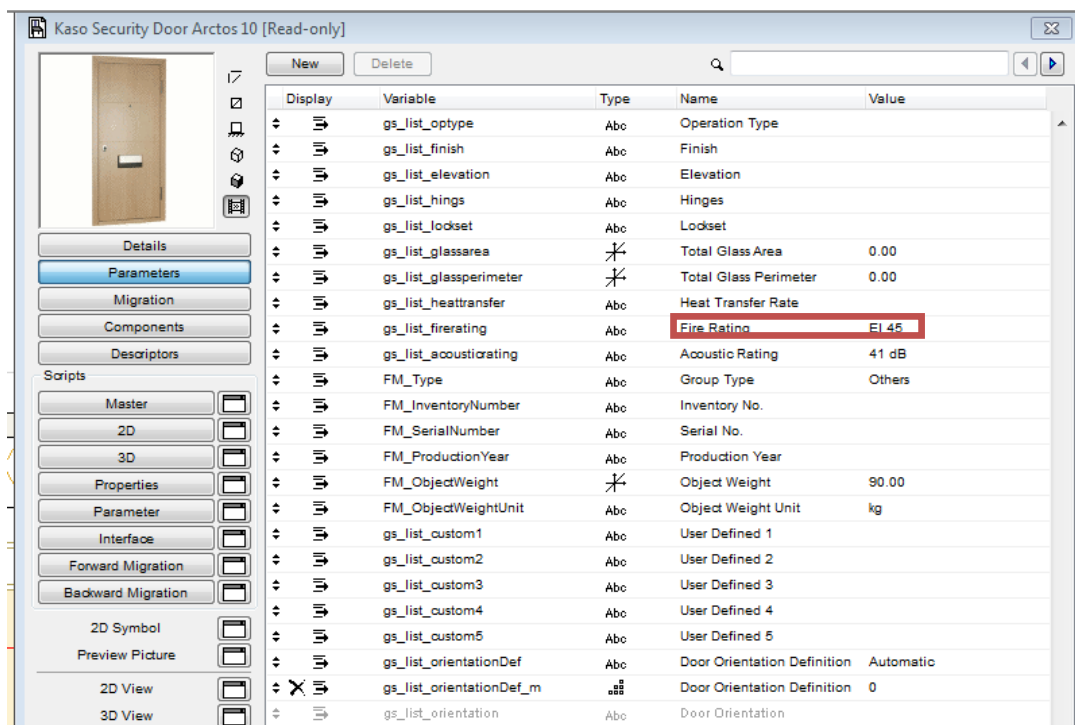 Kaso Security Door Arctos 10 [Read-only]
New Delete
Display Variable Type Name Value
gs_list_optype Abc Operation Type
gs_list_finish Abc Finish
gs_list_elevation Abc Elevation
gs_list_hings Abc Hinges
gs_list_lockset Abc Lockset
gs_list_glassarea Total Glass Area 0.00
gs_list_glassperimeter Total Glass Perimeter 0.00
gs_list_heattransfer Abc Heat Transfer Rate
gs_list_firerating Abc Fire Rating EI 45
gs_list_acousticrating Abc Acoustic Rating 41 dB
FM_Type Abc Group Type Others
FM_InventoryNumber Abc Inventory No.
FM_SerialNumber Abc Serial No.
FM_ProductionYear Abc Production Year
FM_ObjectWeight Object Weight 90.00
FM_ObjectWeightUnit Abc Object Weight Unit kg
gs_list_custom1 Abc User Defined 1
gs_list_custom2 Abc User Defined 2
gs_list_custom3 Abc User Defined 3
gs_list_custom4 Abc User Defined 4
gs_list_custom5 Abc User Defined 5
gs_list_orientationDef Abc Door Orientation Definition Automatic
gs_list_orientationDef_m Door Orientation Definition 0
gs_list_orientation Abc Door Orientation
Details
Parameters
Migration
Components
Descriptors
Scripts
Master
2D
3D
Properties
Parameter
Interface
Forward Migration
Backward Migration
2D Symbol
Preview Picture
2D View
3D View